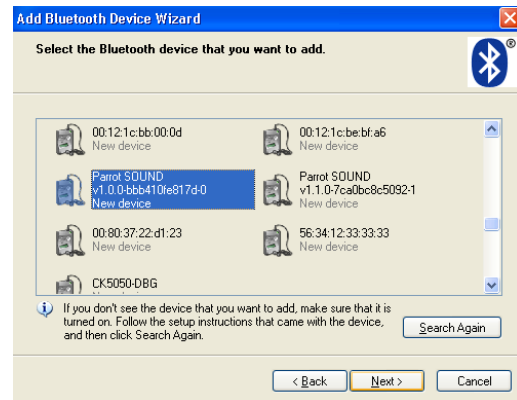 Add Bluetooth Device Wizard
Select the Bluetooth device that you want to add.
®
00:12:1c:bb:00:0d
New device
00:12:1c:be:bf:a6
New device
Parrot SOUND
v1.0.0-bbb410fe817d-0
New device
Parrot SOUND
v1.1.0-7ca0bc8c5092-1
New device
00:80:37:22:d1:23
New device
56:34:12:33:33:33
New device
CK5050-DBG
If you don't see the device that you want to add, make sure that it is
turned on. Follow the setup instructions that came with the device,
and then click Search Again.
Search Again
< Back
Next >
Cancel